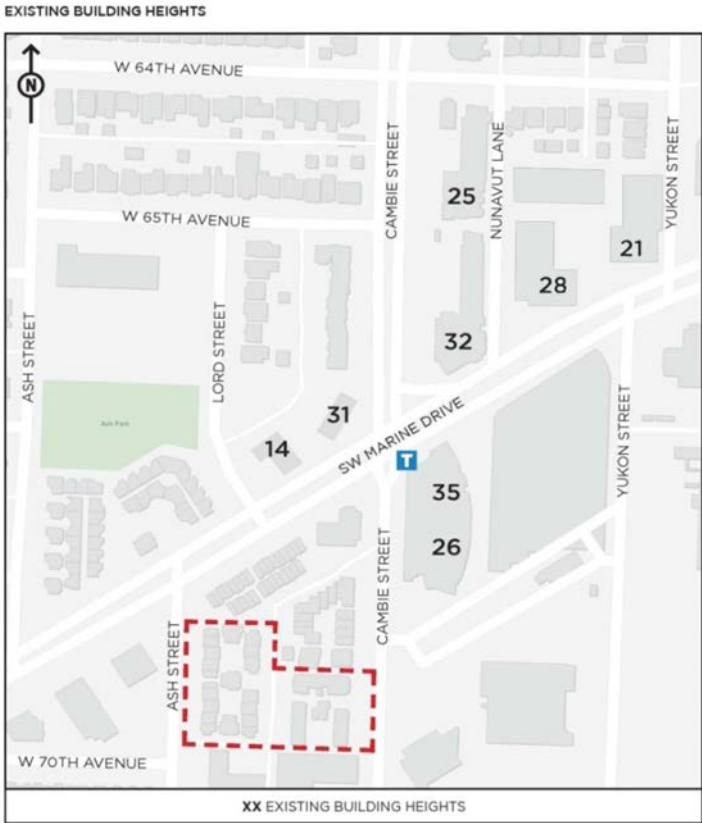 EXISTING BUILDING HEIGHTS
N
W 64TH AVENUE
CAMBIE STREET
NUNAVUT LANE
YUKON STREET
25
W 65TH AVENUE
21
28
ASH STREET
LORD STREET
32
31
14
SW MARINE DRIVE
Ash Park
T
35
YUKON STREET
26
CAMBIE STREET
ASH STREET
W 70TH AVENUE
XX EXISTING BUILDING HEIGHTS